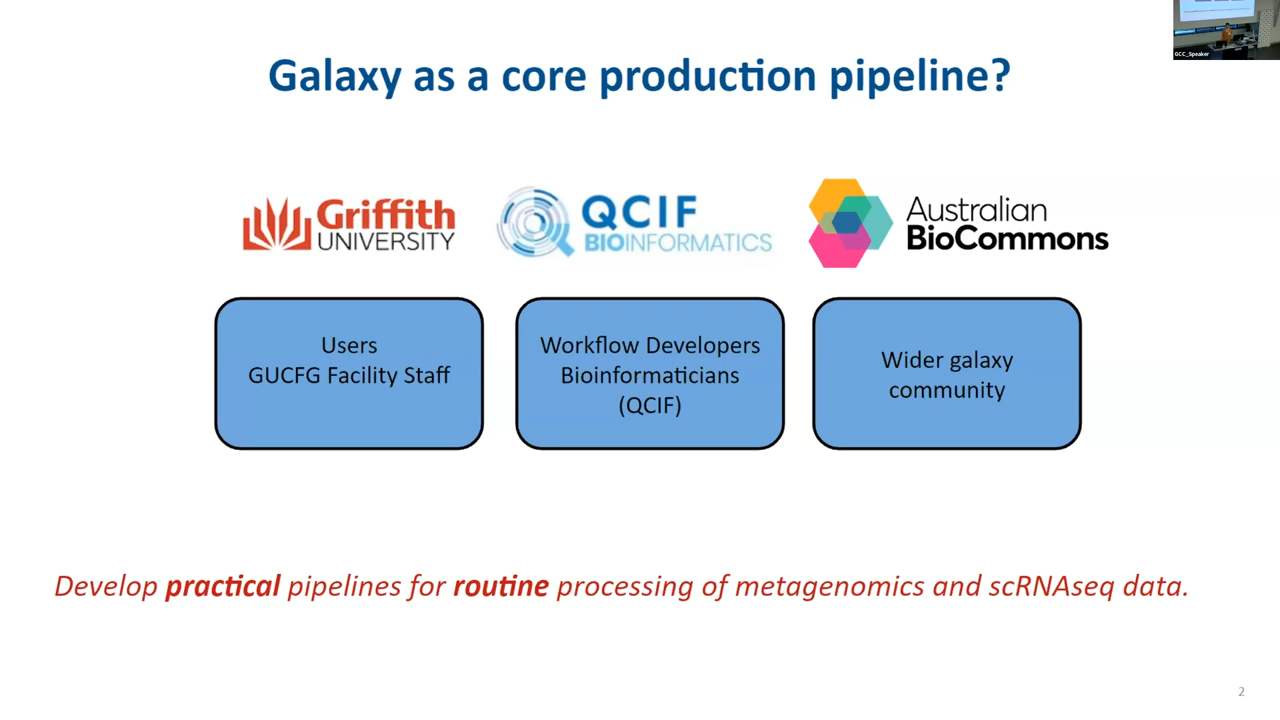 GCC_Speaker
Galaxy as a core production pipeline?
Griffith
UNIVERSITY
QCIF
BIOINFORMATICS
Australian
BioCommons
Users
GUCFG Facility Staff
Workflow Developers
Bioinformaticians
(QCIF)
Wider galaxy
community
Develop practical pipelines for routine processing of metagenomics and scRNAseq data.
2